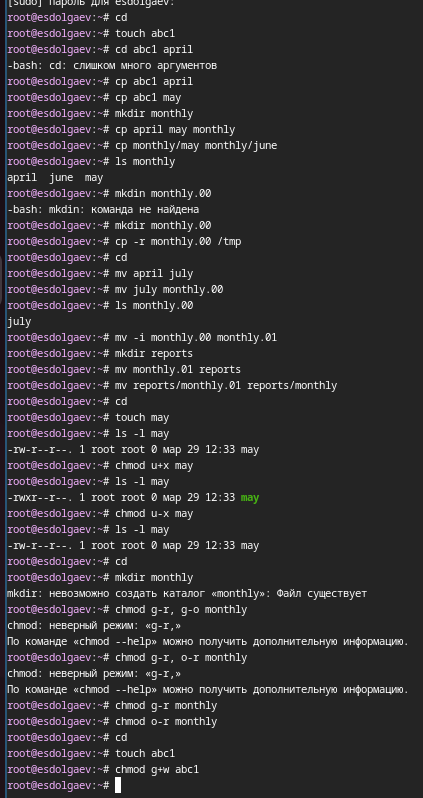 [sudo] пароль для esdolgaev:
root@esdolgaev:~# cd
root@esdolgaev:~# touch abc1
root@esdolgaev:~# cd abc1 april
-bash: cd: слишком много аргументов
root@esdolgaev:~# cp abc1 april
root@esdolgaev:~# cp abc1 may
root@esdolgaev:~# mkdir monthly
root@esdolgaev:~# cp april may monthly
root@esdolgaev:~# cp monthly/may monthly/june
root@esdolgaev:~# ls monthly
april  june  may
root@esdolgaev:~# mkdin monthly.00
-bash: mkdin: команда не найдена
root@esdolgaev:~# mkdir monthly.00
root@esdolgaev:~# cp -r monthly.00 /tmp
root@esdolgaev:~# cd
root@esdolgaev:~# mv april july
root@esdolgaev:~# mv july monthly.00
root@esdolgaev:~# ls monthly.00
july
root@esdolgaev:~# mv -i monthly.00 monthly.01
root@esdolgaev:~# mkdir reports
root@esdolgaev:~# mv monthly.01 reports
root@esdolgaev:~# mv reports/monthly.01 reports/monthly
root@esdolgaev:~# cd
root@esdolgaev:~# touch may
root@esdolgaev:~# ls -l may
-rw-r--r--. 1 root root 0 мар 29 12:33 may
root@esdolgaev:~# chmod u+x may
root@esdolgaev:~# ls -l may
-rwxr--r--. 1 root root 0 мар 29 12:33 may
root@esdolgaev:~# chmod u-x may
root@esdolgaev:~# ls -l may
-rw-r--r--. 1 root root 0 мар 29 12:33 may
root@esdolgaev:~# cd
root@esdolgaev:~# mkdir monthly
mkdir: невозможно создать каталог «monthly»: Файл существует
root@esdolgaev:~# chmod g-r, g-o monthly
chmod: неверный режим: «g-r,»
По команде «chmod --help» можно получить дополнительную информацию.
root@esdolgaev:~# chmod g-r, o-r monthly
chmod: неверный режим: «g-r,»
По команде «chmod --help» можно получить дополнительную информацию.
root@esdolgaev:~# chmod g-r monthly
root@esdolgaev:~# chmod o-r monthly
root@esdolgaev:~# cd
root@esdolgaev:~# touch abc1
root@esdolgaev:~# chmod g+w abc1
root@esdolgaev:~#